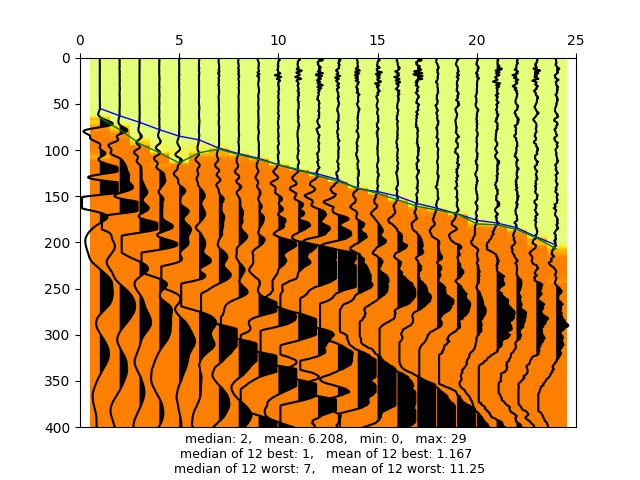 0 5 10 15 20 25
0
50
100
150
200
250
300
350
400
median: 2, mean: 6.208, min: 0, max: 29
median of 12 best: 1, mean of 12 best: 1.167
median of 12 worst: 7, mean of 12 worst: 11.25